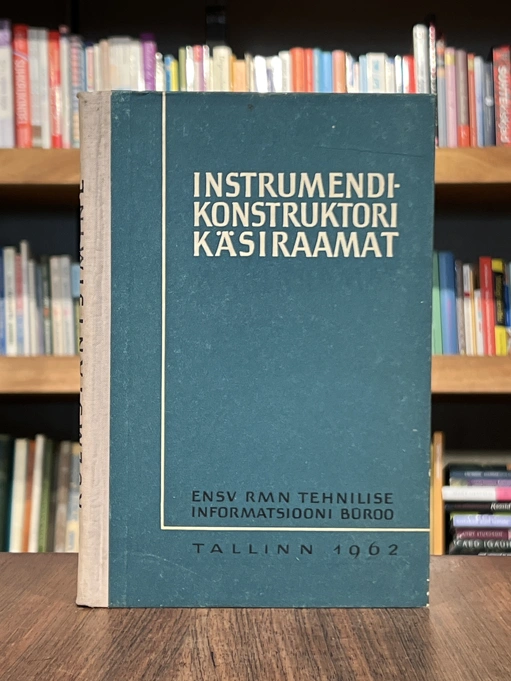 INSTRUMENDI-
KONSTRUKTORI
KÄSIRAAMAT
ENSV RMN TEHNILISE
INFORMATSIOONI BÜROO
TALLINN 1962